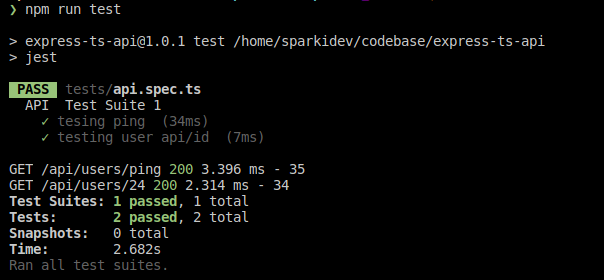 ❯ npm run test
> express-ts-api@1.0.1 test /home/sparkidev/codebase/express-ts-api
> jest
PASS tests/api.spec.ts
API Test Suite 1
✓ tesing ping (34ms)
✓ testing user api/id (7ms)
GET /api/users/ping 200 3.396 ms - 35
GET /api/users/24 200 2.314 ms - 34
Test Suites: 1 passed, 1 total
Tests: 2 passed, 2 total
Snapshots: 0 total
Time: 2.682s
Ran all test suites.